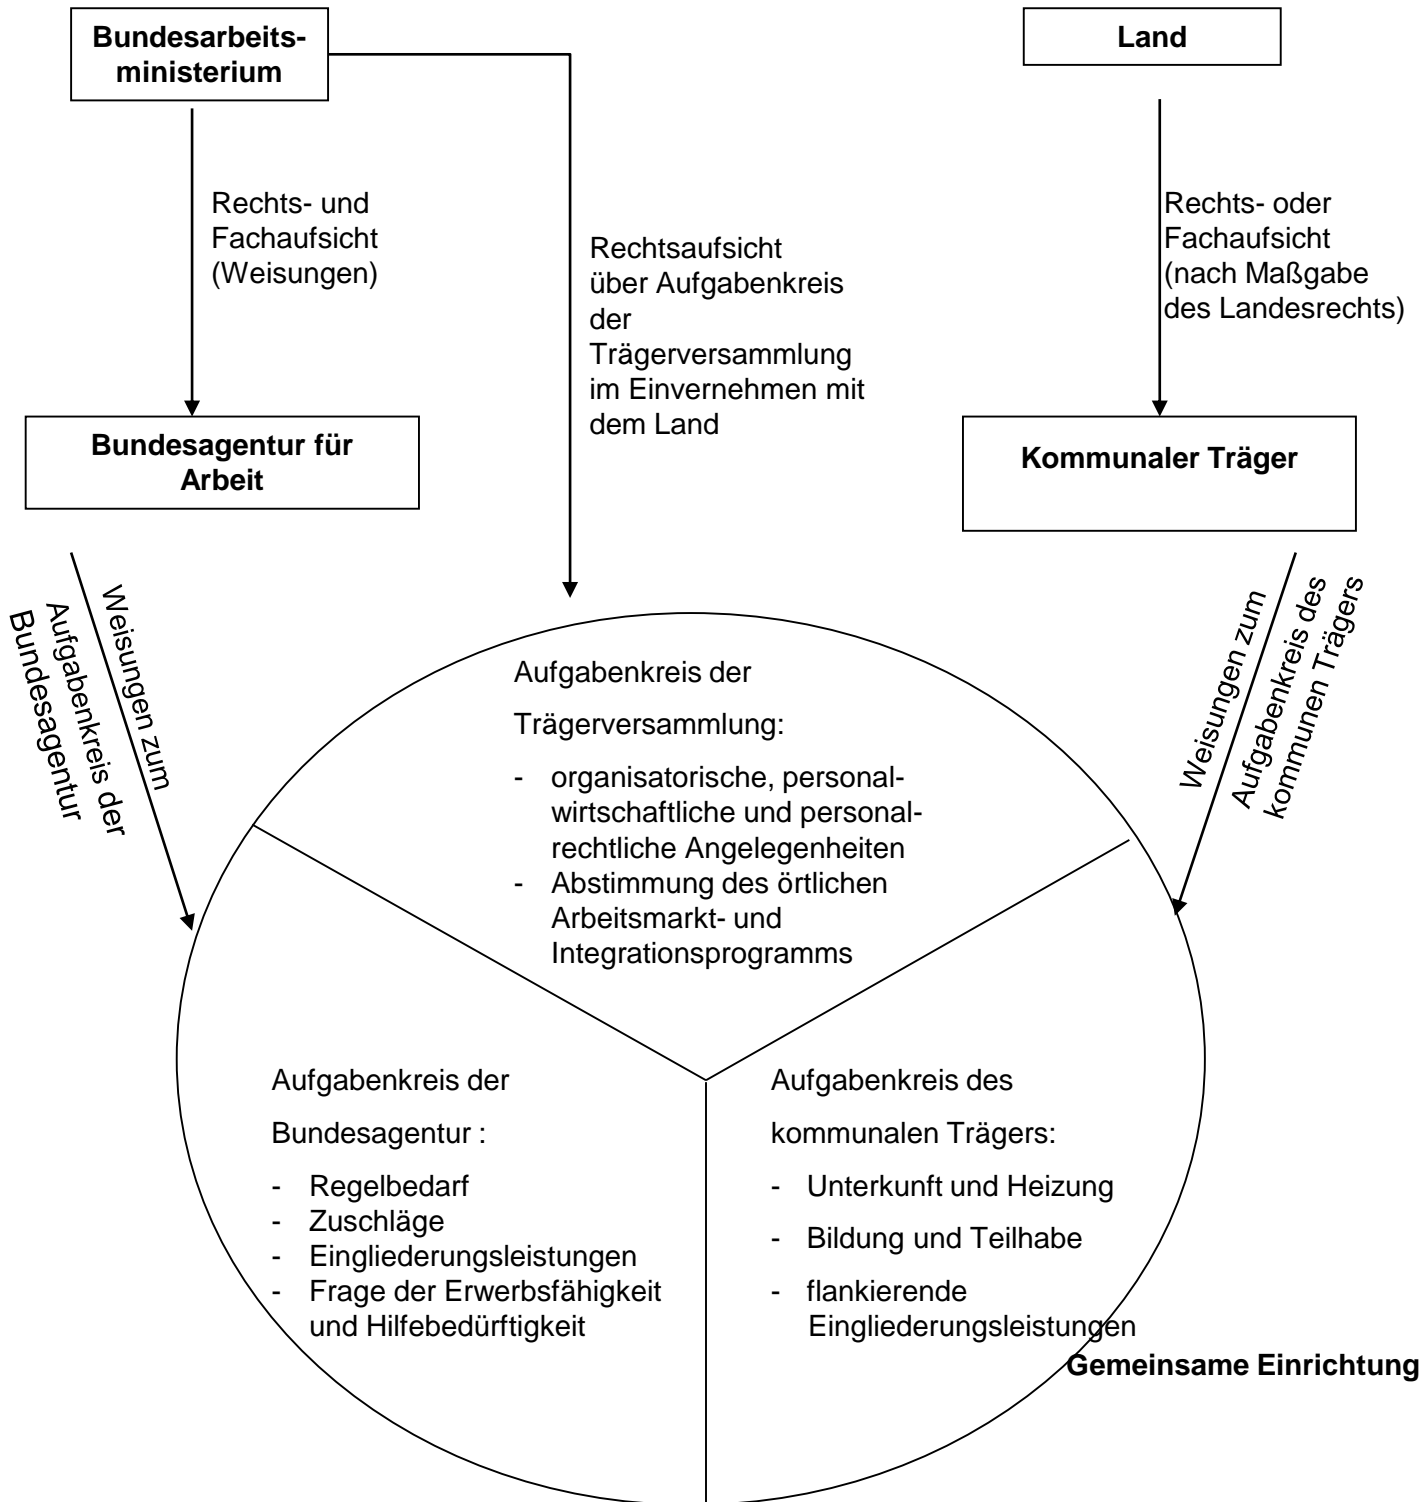 Bundesarbeits-
ministerium
Land
Rechts- und
Fachaufsicht
(Weisungen)
Rechtsaufsicht
über Aufgabenkreis
der
Trägerversammlung
im Einvernehmen mit
dem Land
Rechts- oder
Fachaufsicht
(nach Maßgabe
des Landesrechts)
Bundesagentur für
Arbeit
Kommunaler Träger
Weisungen zum
Aufgabenkreis der
Bundesagentur
Weisungen zum
Aufgabenkreis des
kommunen Trägers
Aufgabenkreis der
Trägerversammlung:
- organisatorische, personal-
wirtschaftliche und personal-
rechtliche Angelegenheiten
- Abstimmung des örtlichen
Arbeitsmarkt- und
Integrationsprogramms
Aufgabenkreis der
Bundesagentur :
- Regelbedarf
- Zuschläge
- Eingliederungsleistungen
- Frage der Erwerbsfähigkeit
und Hilfebedürftigkeit
Aufgabenkreis des
kommunalen Trägers:
- Unterkunft und Heizung
- Bildung und Teilhabe
- flankierende
Eingliederungsleistungen
Gemeinsame Einrichtung